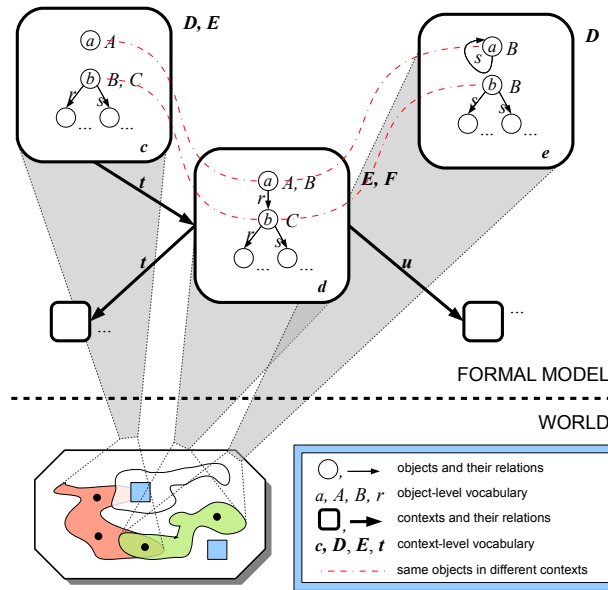 D, E
a A
b B, C
r s
... ...
c
a B
s
b B
s s
... ...
e
D
t
a A, B
r
b C
r s
... ...
d
E, F
t
u
...
...
FORMAL MODEL
WORLD
, objects and their relations
a, A, B, r object-level vocabulary
, contexts and their relations
c, D, E, t context-level vocabulary
same objects in different contexts